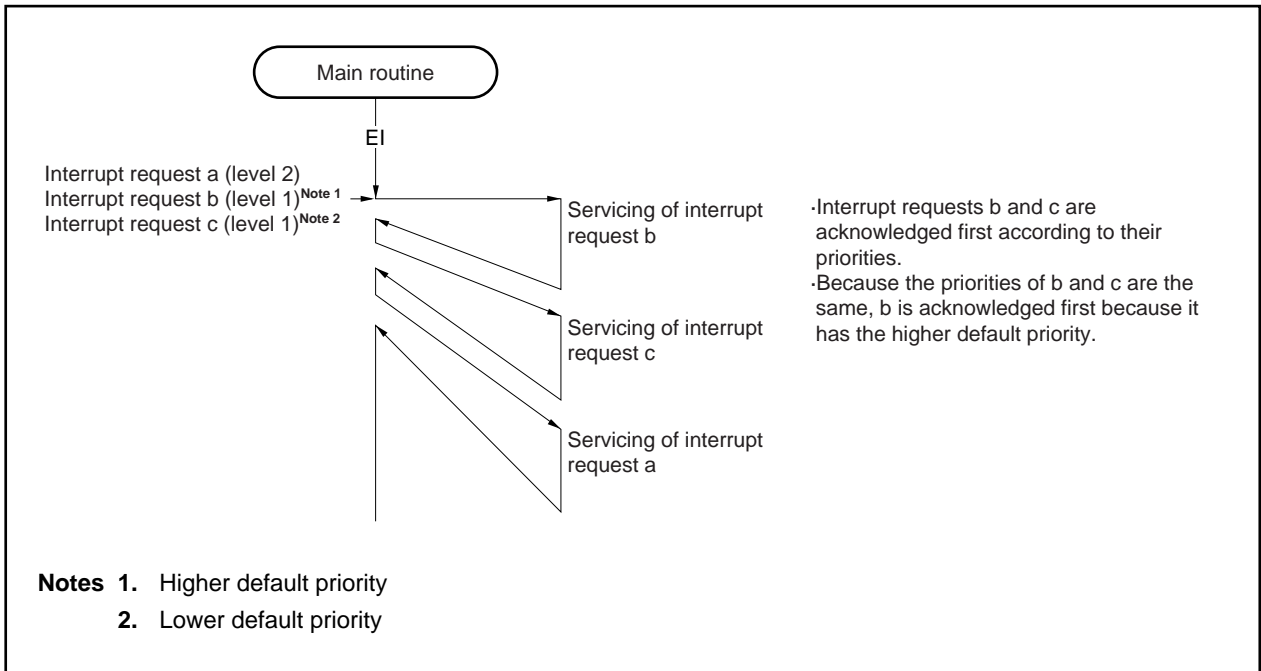 Main routine
EI
Interrupt request a (level 2)
Interrupt request b (level 1)Note 1
Interrupt request c (level 1)Note 2
Servicing of interrupt
request b
Servicing of interrupt
request c
Servicing of interrupt
request a
·Interrupt requests b and c are
acknowledged first according to their
priorities.
·Because the priorities of b and c are the
same, b is acknowledged first because it
has the higher default priority.
Notes 1. Higher default priority
2. Lower default priority